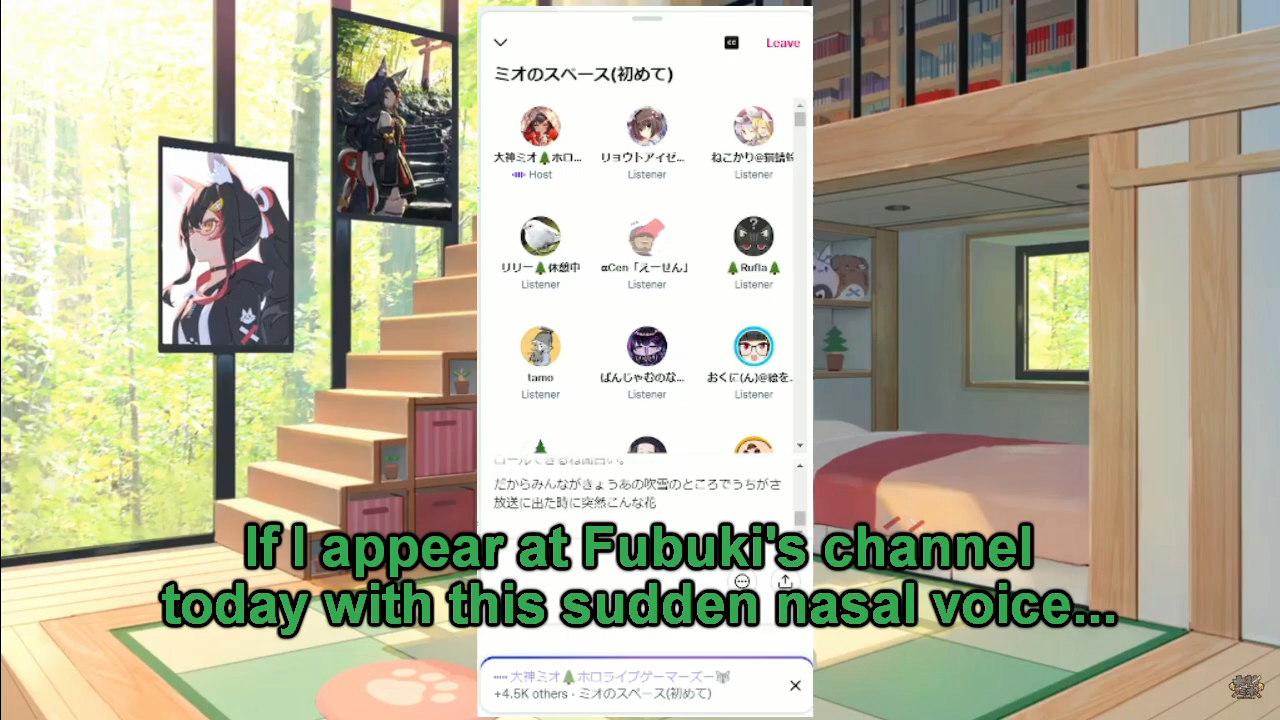 cc
Leave
ミオのスペース(初めて)
大神ミオ🌲ホロ...
リョウトアイゼ...
ねこかり@猫請
Host
Listener
Listener
リリー🌲休憩中
αCen「えーせん」
🌲Rufla🌲
Listener
Listener
Listener
tamo
ばんじゃむのな...
おくに(ん)@絵を.
Listener
Listener
Listener
だからみんながきょうあの吹雪のところでうちがさ
放送に出た時に突然こんな花
If I appear at Fubuki's channel
today with this sudden nasal voice...
大神ミオ🌲ホロライブゲーマーズー🐺
+4.5K others · ミオのスペース(初めて)